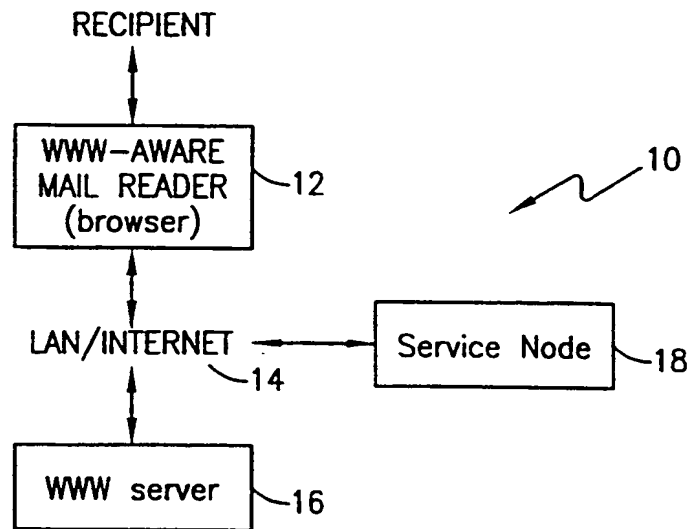 RECIPIENT
WWW-AWARE
MAIL READER
(browser)
12
10
LAN/INTERNET
14
Service Node
18
WWW server
16